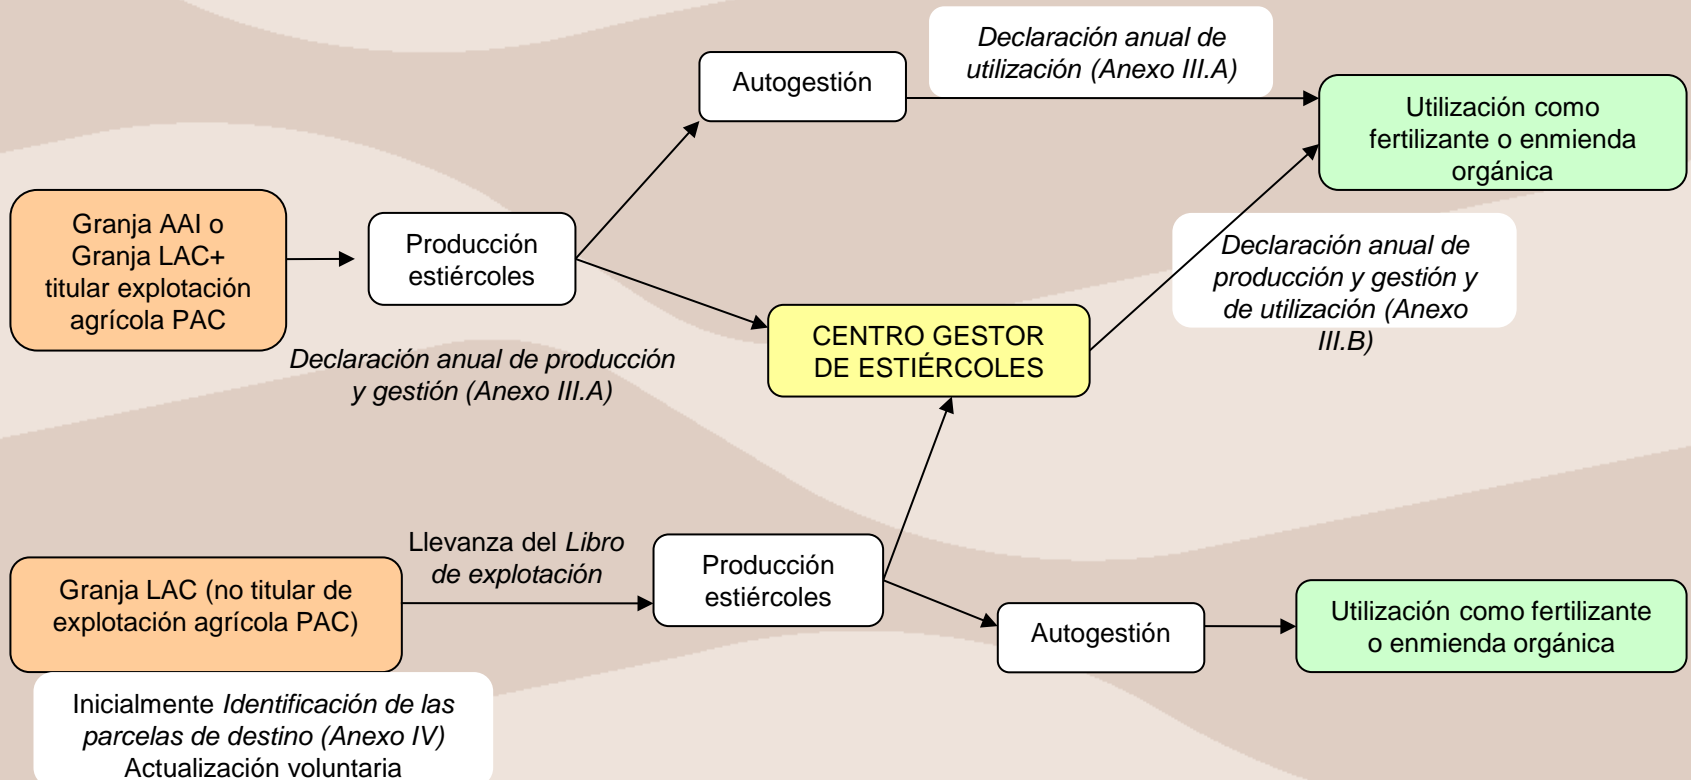 Declaración anual de
utilización (Anexo III.A)
Autogestión
Utilización como
fertilizante o enmienda
orgánica
Granja AAI o
Granja LAC+
titular explotación
agrícola PAC
Producción
estiércoles
Declaración anual de
producción y gestión y
de utilización (Anexo
III.B)
CENTRO GESTOR
DE ESTIÉRCOLES
Declaración anual de producción
y gestión (Anexo III.A)
Llevanza del Libro
de explotación
Granja LAC (no titular de
explotación agrícola PAC)
Producción
estiércoles
Autogestión
Utilización como fertilizante
o enmienda orgánica
Inicialmente Identificación de las
parcelas de destino (Anexo IV)
Actualización voluntaria